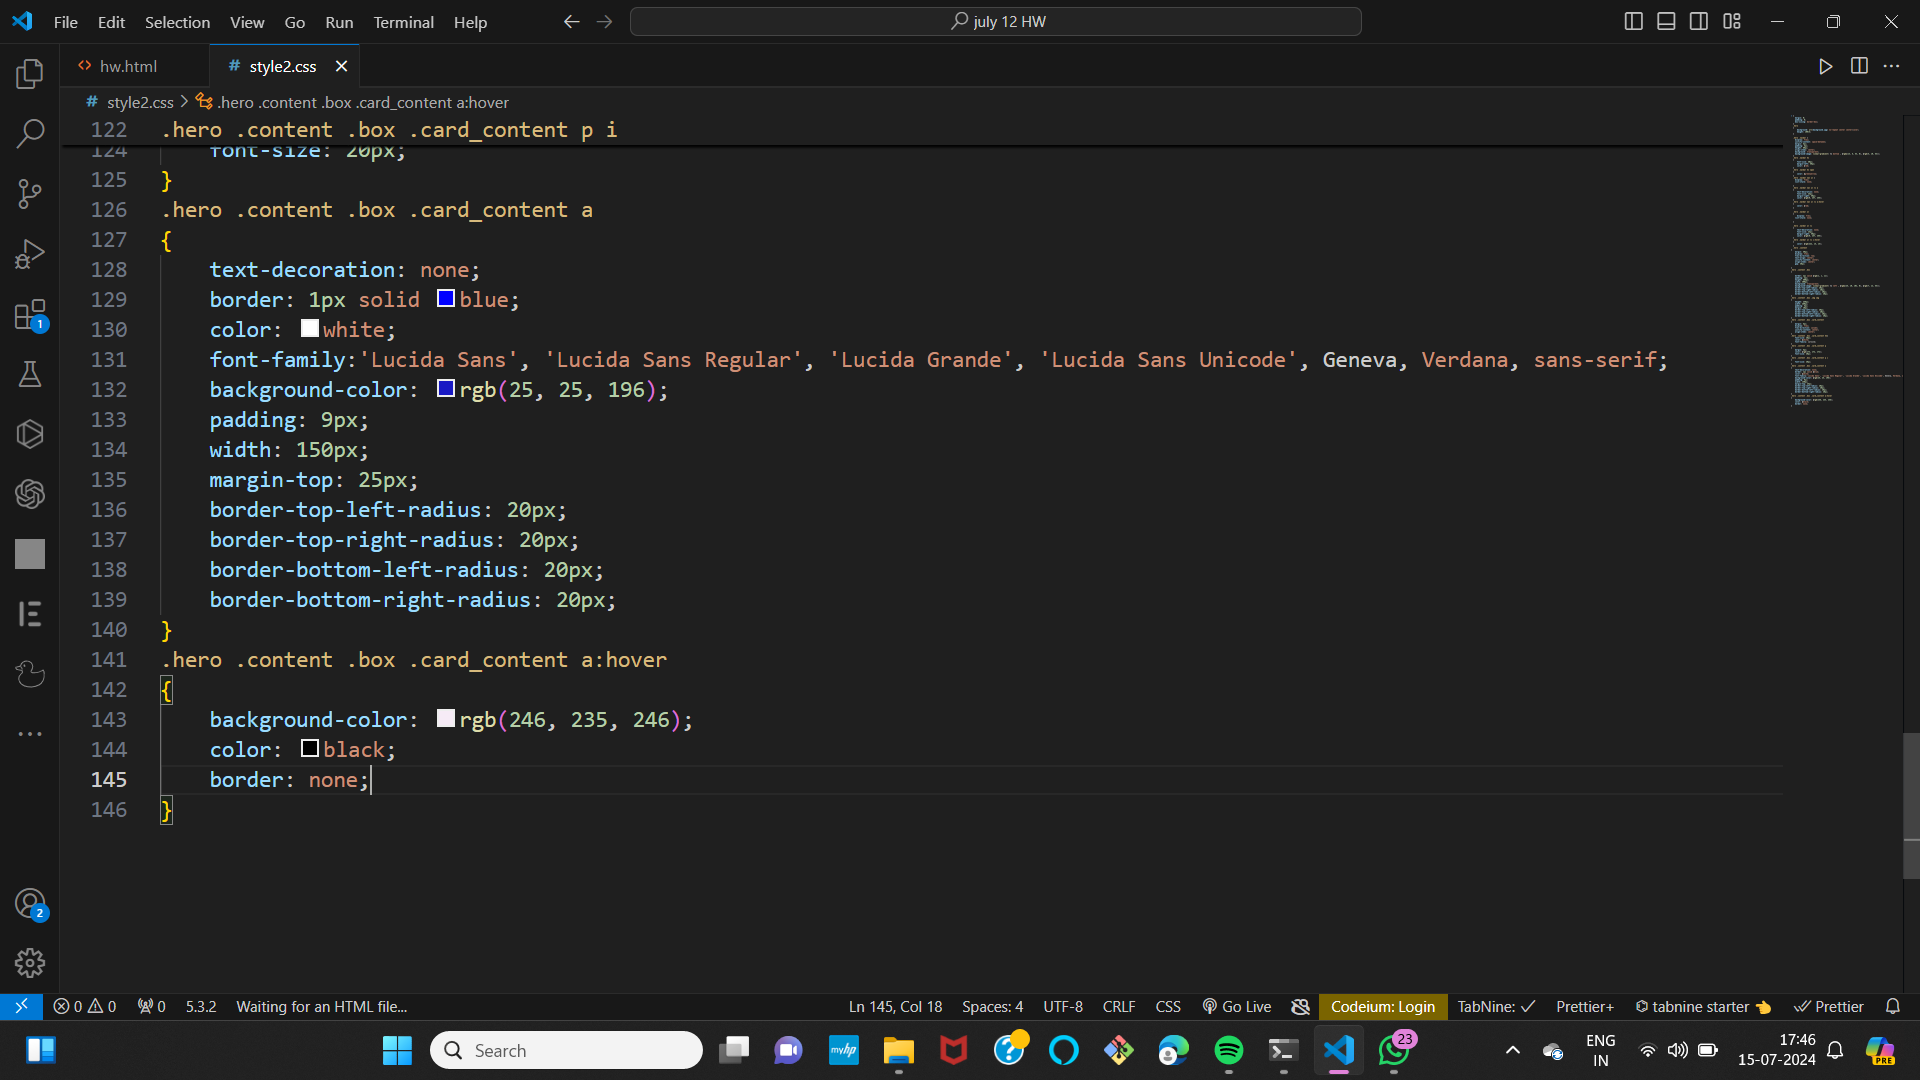 File Edit Selection View Go Run Terminal Help
july 12 HW
hw.html
# style2.css
# style2.css > .hero .content .box .card_content a:hover
122 .hero .content .box .card_content p i
124 font-size: 20px;
125 }
126 .hero .content .box .card_content a
127 {
128 text-decoration: none;
129 border: 1px solid blue;
130 color: white;
131 font-family:'Lucida Sans', 'Lucida Sans Regular', 'Lucida Grande', 'Lucida Sans Unicode', Geneva, Verdana, sans-serif;
132 background-color: rgb(25, 25, 196);
133 padding: 9px;
134 width: 150px;
135 margin-top: 25px;
136 border-top-left-radius: 20px;
137 border-top-right-radius: 20px;
138 border-bottom-left-radius: 20px;
139 border-bottom-right-radius: 20px;
140 }
141 .hero .content .box .card_content a:hover
142 {
143 background-color: rgb(246, 235, 246);
144 color: black;
145 border: none;
146 }
1
2
0 0 0 5.3.2 Waiting for an HTML file... Ln 145, Col 18 Spaces: 4 UTF-8 CRLF CSS Go Live Codeium: Login TabNine: Prettier+ tabnine starter Prettier
Search
myhp
23
PRE
ENG
IN
17:46
15-07-2024